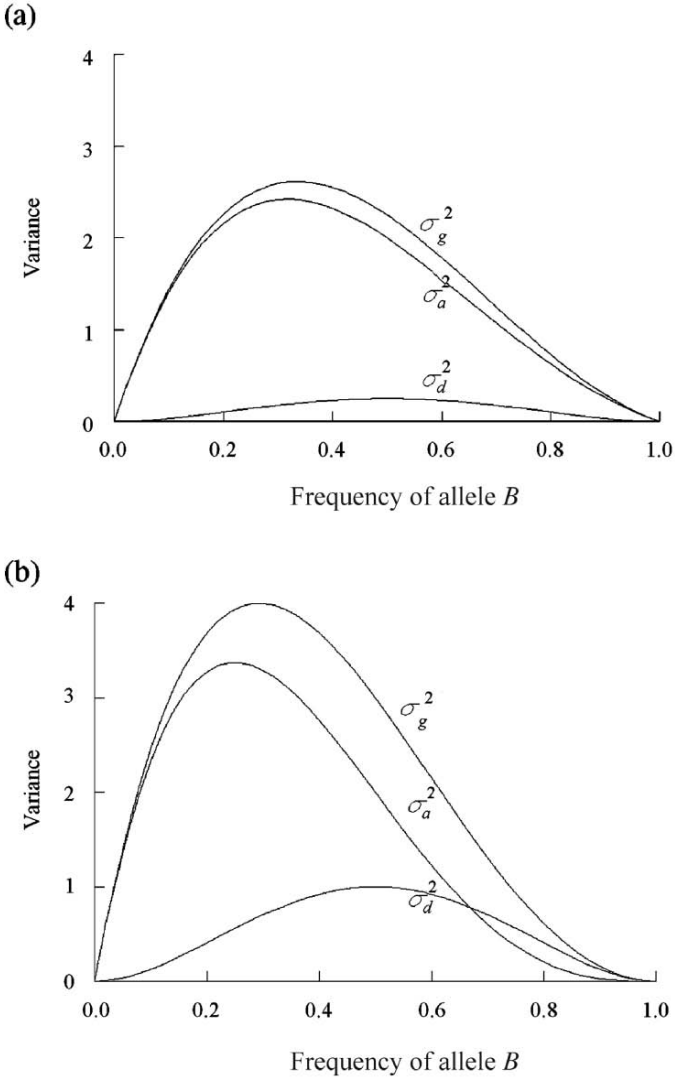 (a)
4
3
2
1
0
Variance
σg²
σa²
σd²
0.0 0.2 0.4 0.6 0.8 1.0
Frequency of allele B
(b)
4
3
2
1
0
Variance
σg²
σa²
σd²
0.0 0.2 0.4 0.6 0.8 1.0
Frequency of allele B